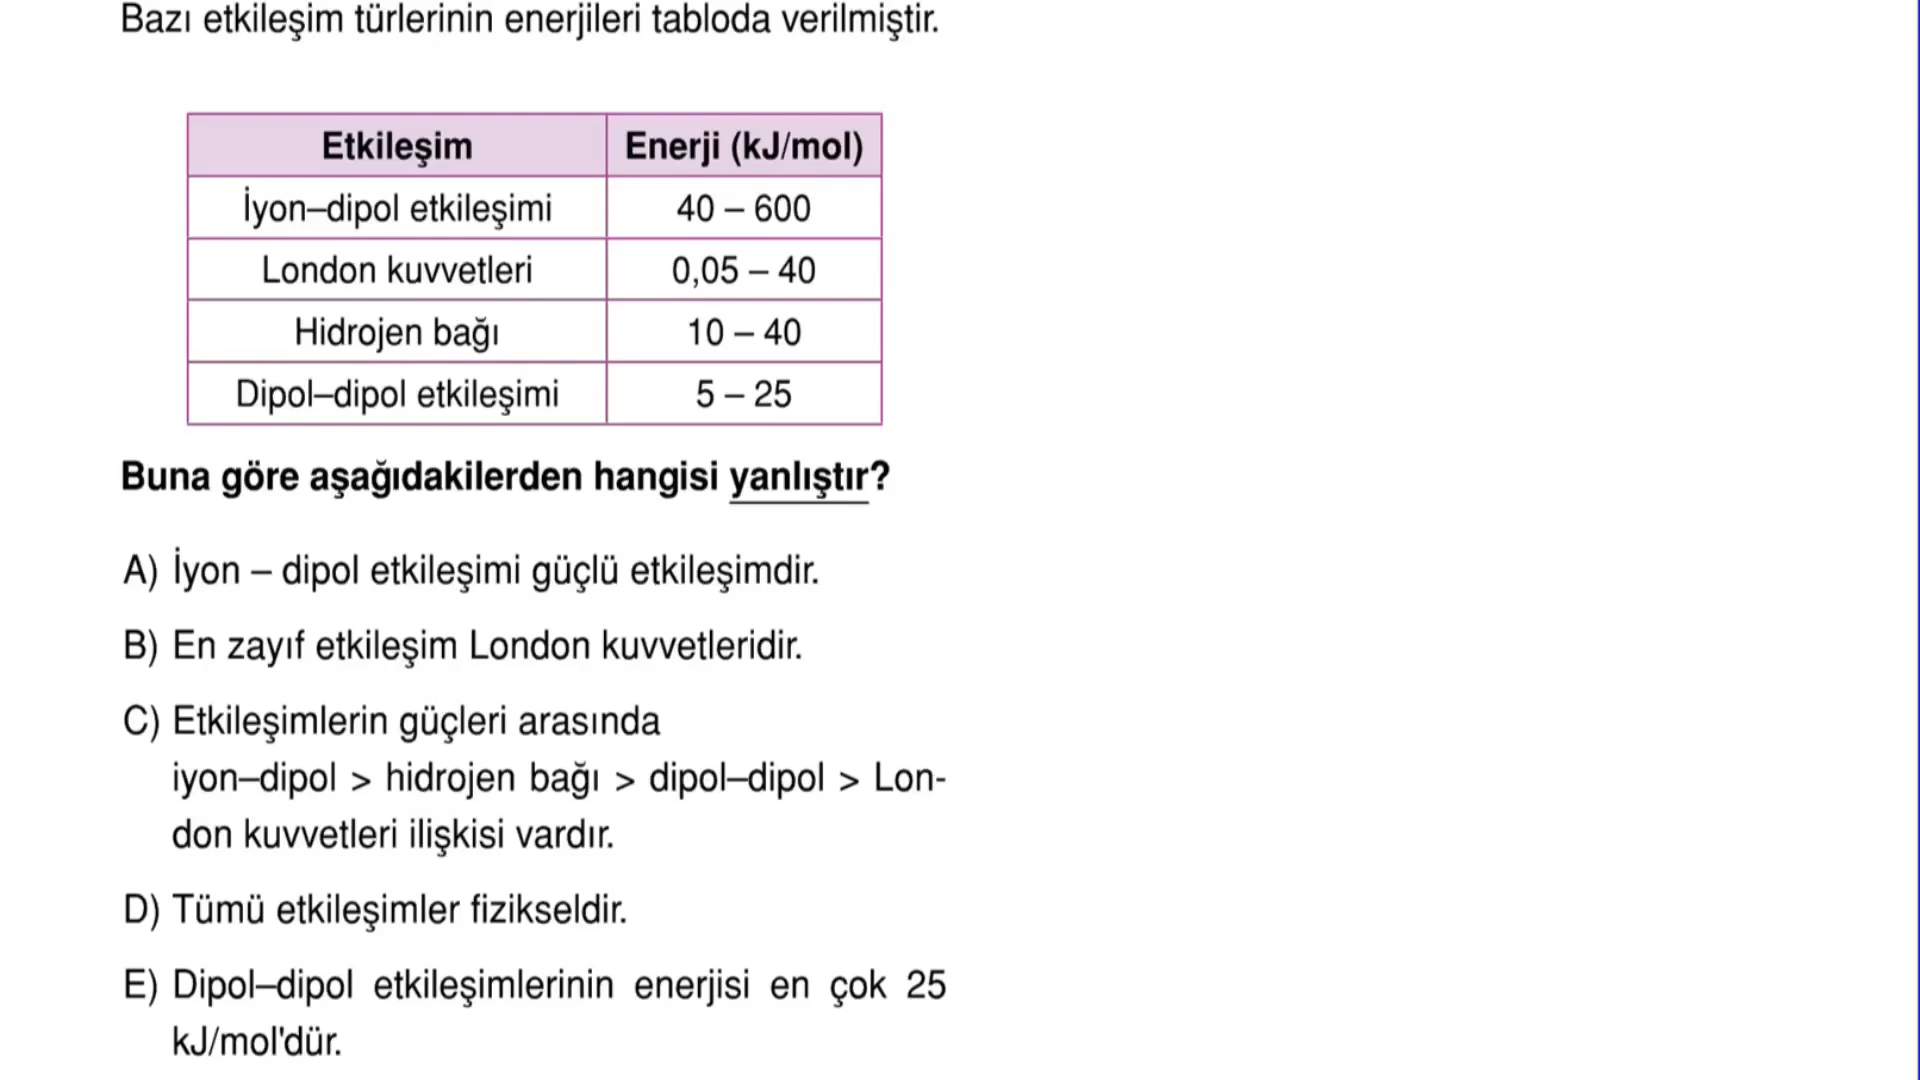 Bazı etkileşim türlerinin enerjileri tabloda verilmiştir.
Etkileşim Enerji (kJ/mol)
İyon–dipol etkileşimi 40 – 600
London kuvvetleri 0,05 – 40
Hidrojen bağı 10 – 40
Dipol–dipol etkileşimi 5 – 25
Buna göre aşağıdakilerden hangisi yanlıştır?
A) İyon – dipol etkileşimi güçlü etkileşimdir.
B) En zayıf etkileşim London kuvvetleridir.
C) Etkileşimlerin güçleri arasında
iyon–dipol > hidrojen bağı > dipol–dipol > Lon-
don kuvvetleri ilişkisi vardır.
D) Tümü etkileşimler fizikseldir.
E) Dipol–dipol etkileşimlerinin enerjisi en çok 25
kJ/mol'dür.